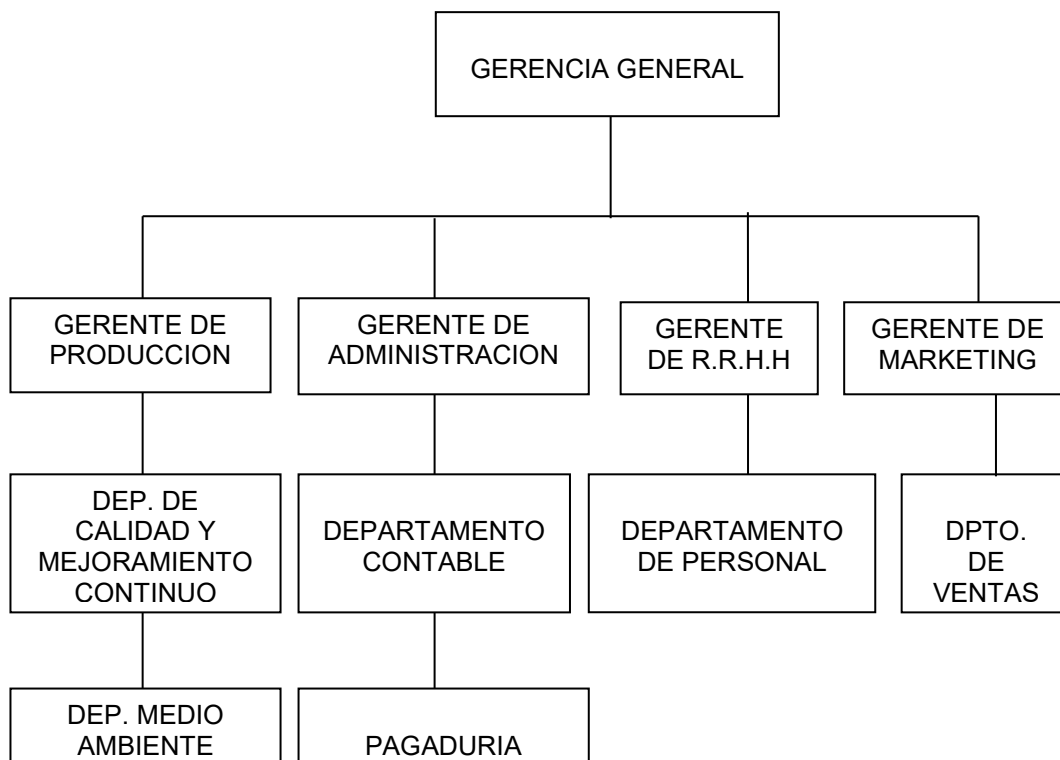 GERENCIA GENERAL
GERENTE DE
PRODUCCION
GERENTE DE
ADMINISTRACION
GERENTE
DE R.R.H.H
GERENTE DE
MARKETING
DEP. DE
CALIDAD Y
MEJORAMIENTO
CONTINUO
DEPARTAMENTO
CONTABLE
DEPARTAMENTO
DE PERSONAL
DPTO.
DE
VENTAS
DEP. MEDIO
AMBIENTE
PAGADURIA